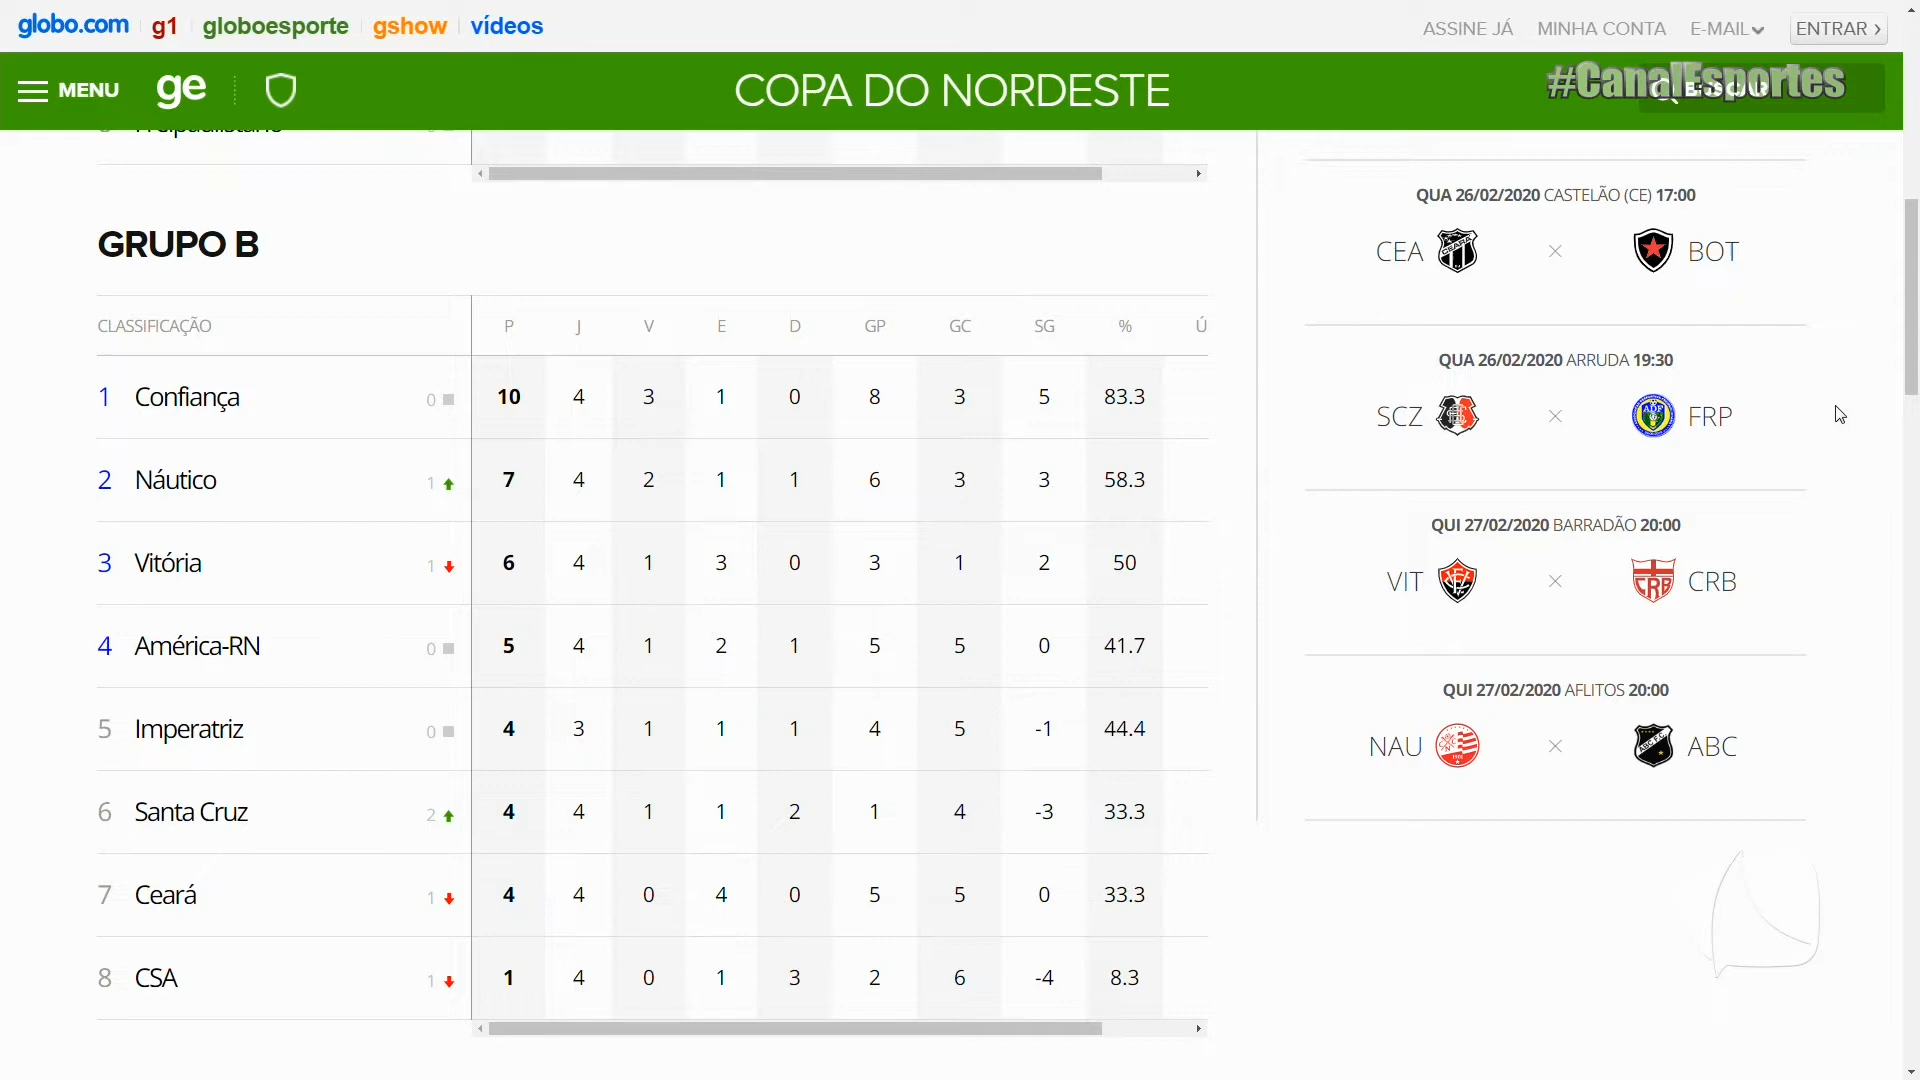 globo.com g1 globoesporte gshow vídeos ASSINE JÁ MINHA CONTA E-MAIL ENTRAR ›
MENU ge COPA DO NORDESTE #CanalEsportes
GRUPO B
CLASSIFICAÇÃO P J V E D GP GC SG % Ú
1 Confiança 0 10 4 3 1 0 8 3 5 83.3
2 Náutico 1 7 4 2 1 1 6 3 3 58.3
3 Vitória 1 6 4 1 3 0 3 1 2 50
4 América-RN 0 5 4 1 2 1 5 5 0 41.7
5 Imperatriz 0 4 3 1 1 1 4 5 -1 44.4
6 Santa Cruz 2 4 4 1 1 2 1 4 -3 33.3
7 Ceará 1 4 4 0 4 0 5 5 0 33.3
8 CSA 1 1 4 0 1 3 2 6 -4 8.3
QUA 26/02/2020 CASTELÃO (CE) 17:00
CEA × BOT
QUA 26/02/2020 ARRUDA 19:30
SCZ × FRP
QUI 27/02/2020 BARRADÃO 20:00
VIT × CRB
QUI 27/02/2020 AFLITOS 20:00
NAU × ABC